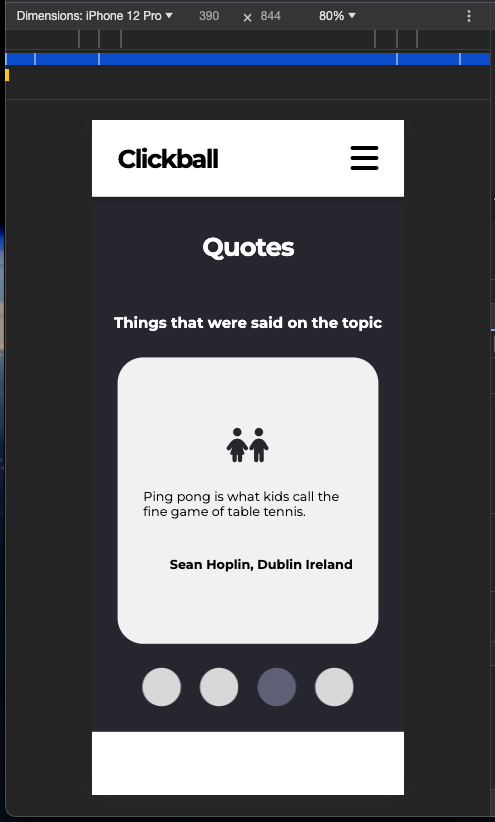 Dimensions: iPhone 12 Pro ▼ 390 × 844 80% ▼
Clickball
Quotes
Things that were said on the topic
Ping pong is what kids call the
fine game of table tennis.
Sean Hoplin, Dublin Ireland